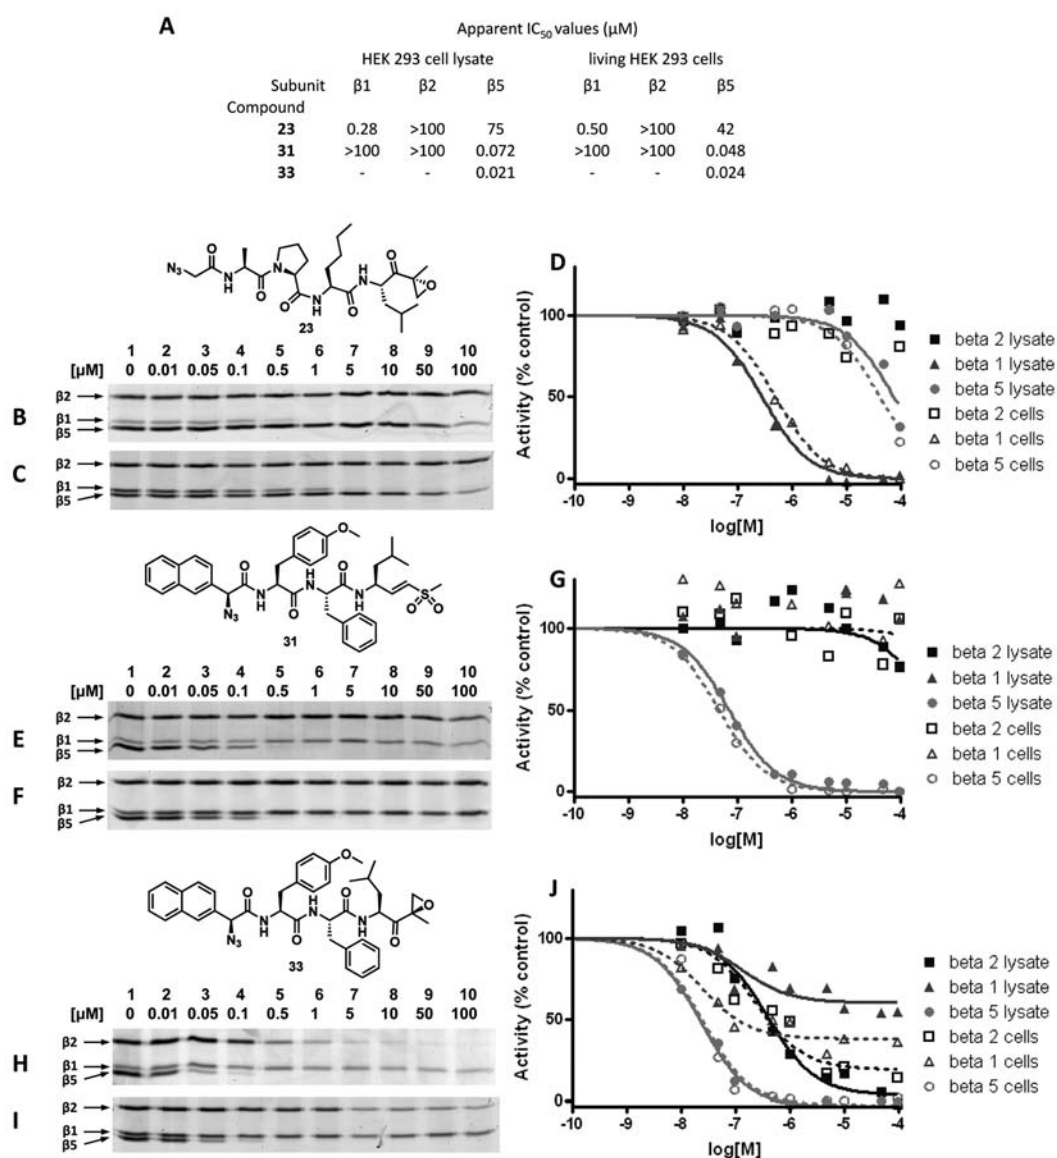 A
Apparent IC50 values (µM)
HEK 293 cell lysate living HEK 293 cells
Subunit β1 β2 β5 β1 β2 β5
Compound
23 0.28 >100 75 0.50 >100 42
31 >100 >100 0.072 >100 >100 0.048
33 - - 0.021 - - 0.024
N3 O N H O N O N H O H N O O
23
1 2 3 4 5 6 7 8 9 10
[µM] 0 0.01 0.05 0.1 0.5 1 5 10 50 100
B
β2
β1
β5
C
β2
β1
β5
D
Activity (% control)
100
50
0
-10 -9 -8 -7 -6 -5 -4
log[M]
beta 2 lysate
beta 1 lysate
beta 5 lysate
beta 2 cells
beta 1 cells
beta 5 cells
O N3 N H O O H N O N H S O O
31
1 2 3 4 5 6 7 8 9 10
[µM] 0 0.01 0.05 0.1 0.5 1 5 10 50 100
E
β2
β1
β5
F
β2
β1
β5
G
Activity (% control)
100
50
0
-10 -9 -8 -7 -6 -5 -4
log[M]
beta 2 lysate
beta 1 lysate
beta 5 lysate
beta 2 cells
beta 1 cells
beta 5 cells
O N3 N H O O H N O N H O O
33
1 2 3 4 5 6 7 8 9 10
[µM] 0 0.01 0.05 0.1 0.5 1 5 10 50 100
H
β2
β1
β5
I
β2
β1
β5
J
Activity (% control)
100
50
0
-10 -9 -8 -7 -6 -5 -4
log[M]
beta 2 lysate
beta 1 lysate
beta 5 lysate
beta 2 cells
beta 1 cells
beta 5 cells